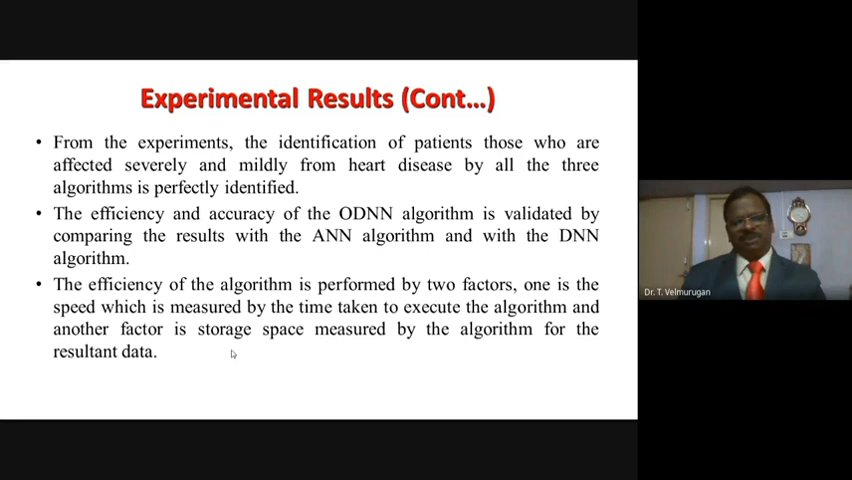 Experimental Results (Cont...)
• From the experiments, the identification of patients those who are
affected severely and mildly from heart disease by all the three
algorithms is perfectly identified.
• The efficiency and accuracy of the ODNN algorithm is validated by
comparing the results with the ANN algorithm and with the DNN
algorithm.
• The efficiency of the algorithm is performed by two factors, one is the
speed which is measured by the time taken to execute the algorithm and
another factor is storage space measured by the algorithm for the
resultant data.
Dr. T. Velmurugan